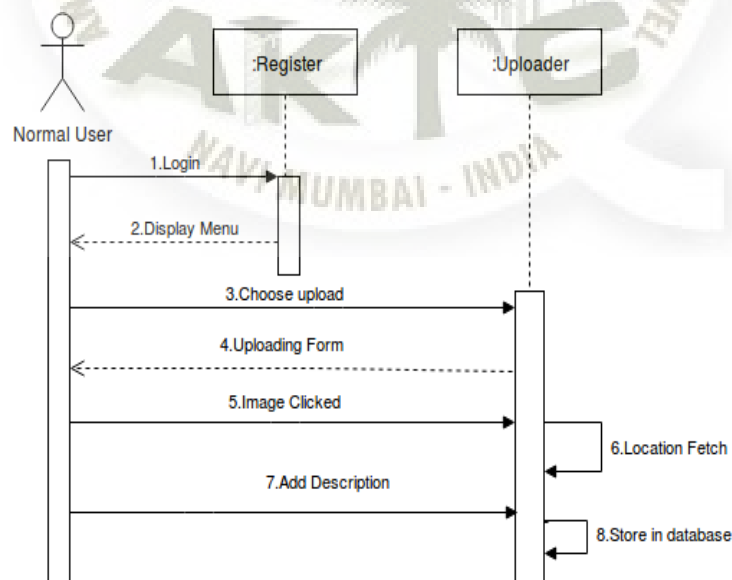 :Register
:Uploader
Normal User
1.Login
2.Display Menu
3.Choose upload
4.Uploading Form
5.Image Clicked
6.Location Fetch
7.Add Description
8.Store in database
AKTC
NAVI MUMBAI - INDIA